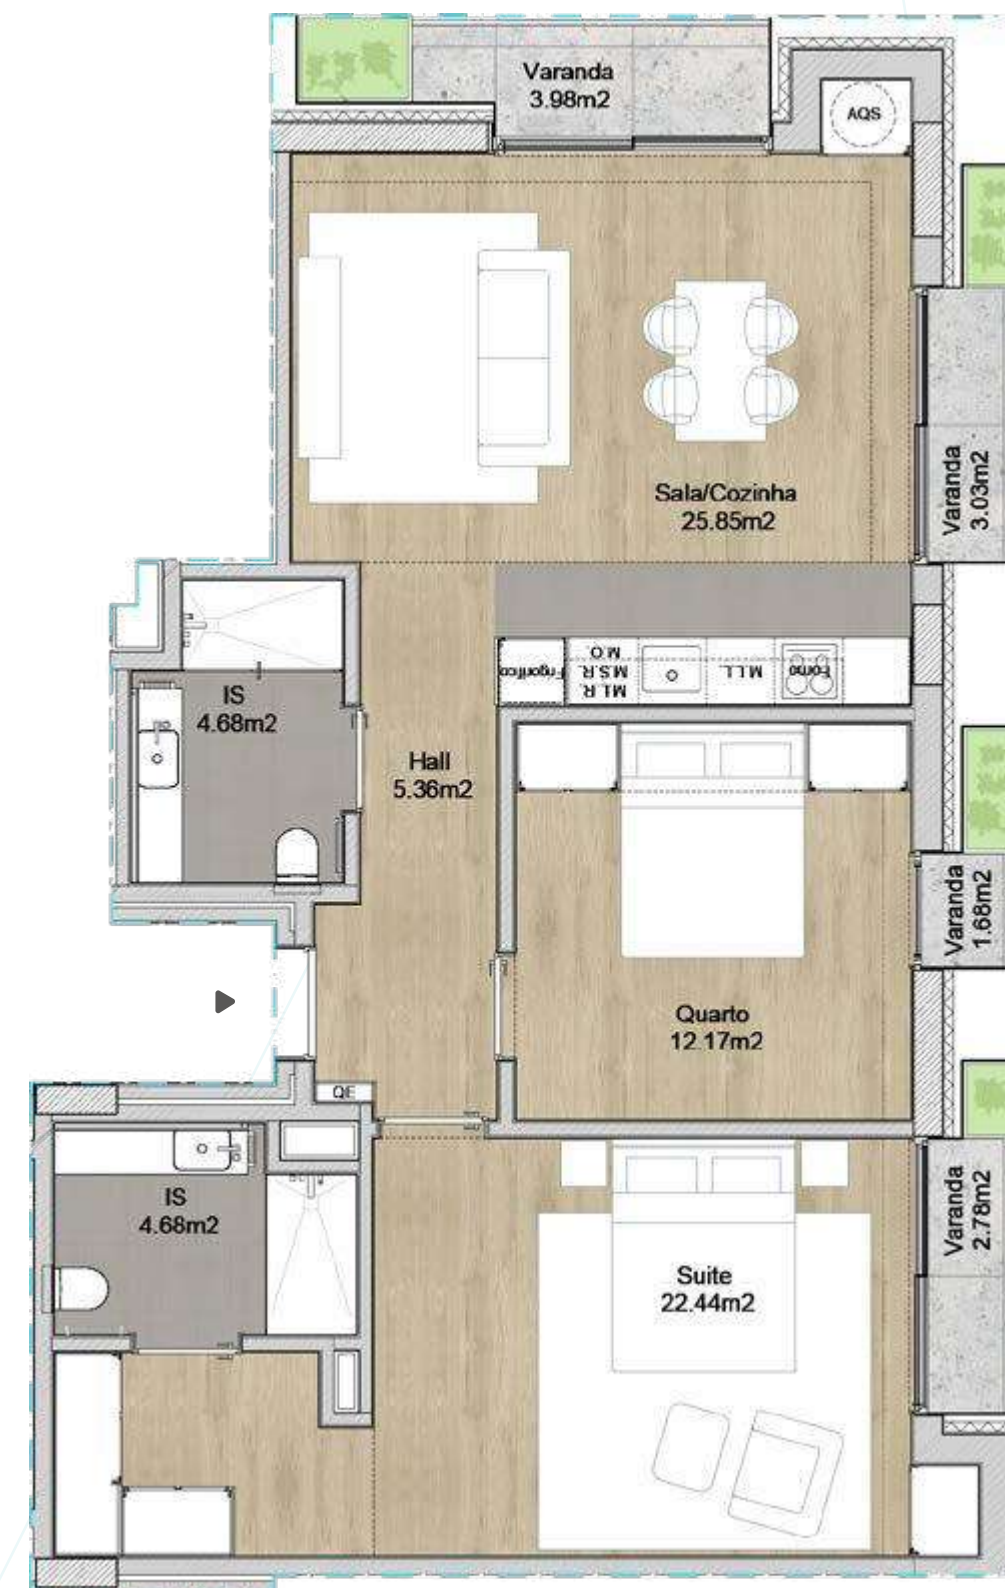 Varanda
3.98m2
AQS
Sala/Cozinha
25.85m2
Varanda
3.03m2
Frigorífico
M.L.R.
M.S.R.
M.O.
M.L.L.
Forno
IS
4.68m2
Hall
5.36m2
Varanda
1.68m2
Quarto
12.17m2
QE
IS
4.68m2
Varanda
2.78m2
Suite
22.44m2